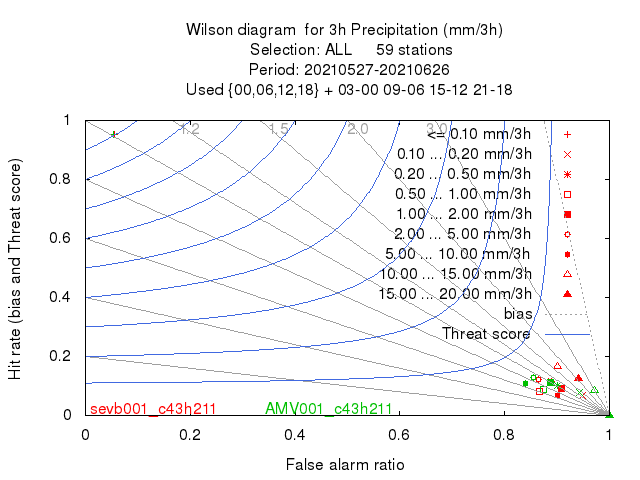 Wilson diagram for 3h Precipitation (mm/3h)
Selection: ALL 59 stations
Period: 20210527-20210626
Used {00,06,12,18} + 03-00 09-06 15-12 21-18
1.2 1.5 2.0 3.0
<= 0.10 mm/3h
0.10 ... 0.20 mm/3h
0.20 ... 0.50 mm/3h
0.50 ... 1.00 mm/3h
1.00 ... 2.00 mm/3h
2.00 ... 5.00 mm/3h
5.00 ... 10.00 mm/3h
10.00 ... 15.00 mm/3h
15.00 ... 20.00 mm/3h
bias
Threat score
Hit rate (bias and Threat score)
1
0.8
0.6
0.4
0.2
0
sevb001_c43h211 AMV001_c43h211
0 0.2 0.4 0.6 0.8 1
False alarm ratio